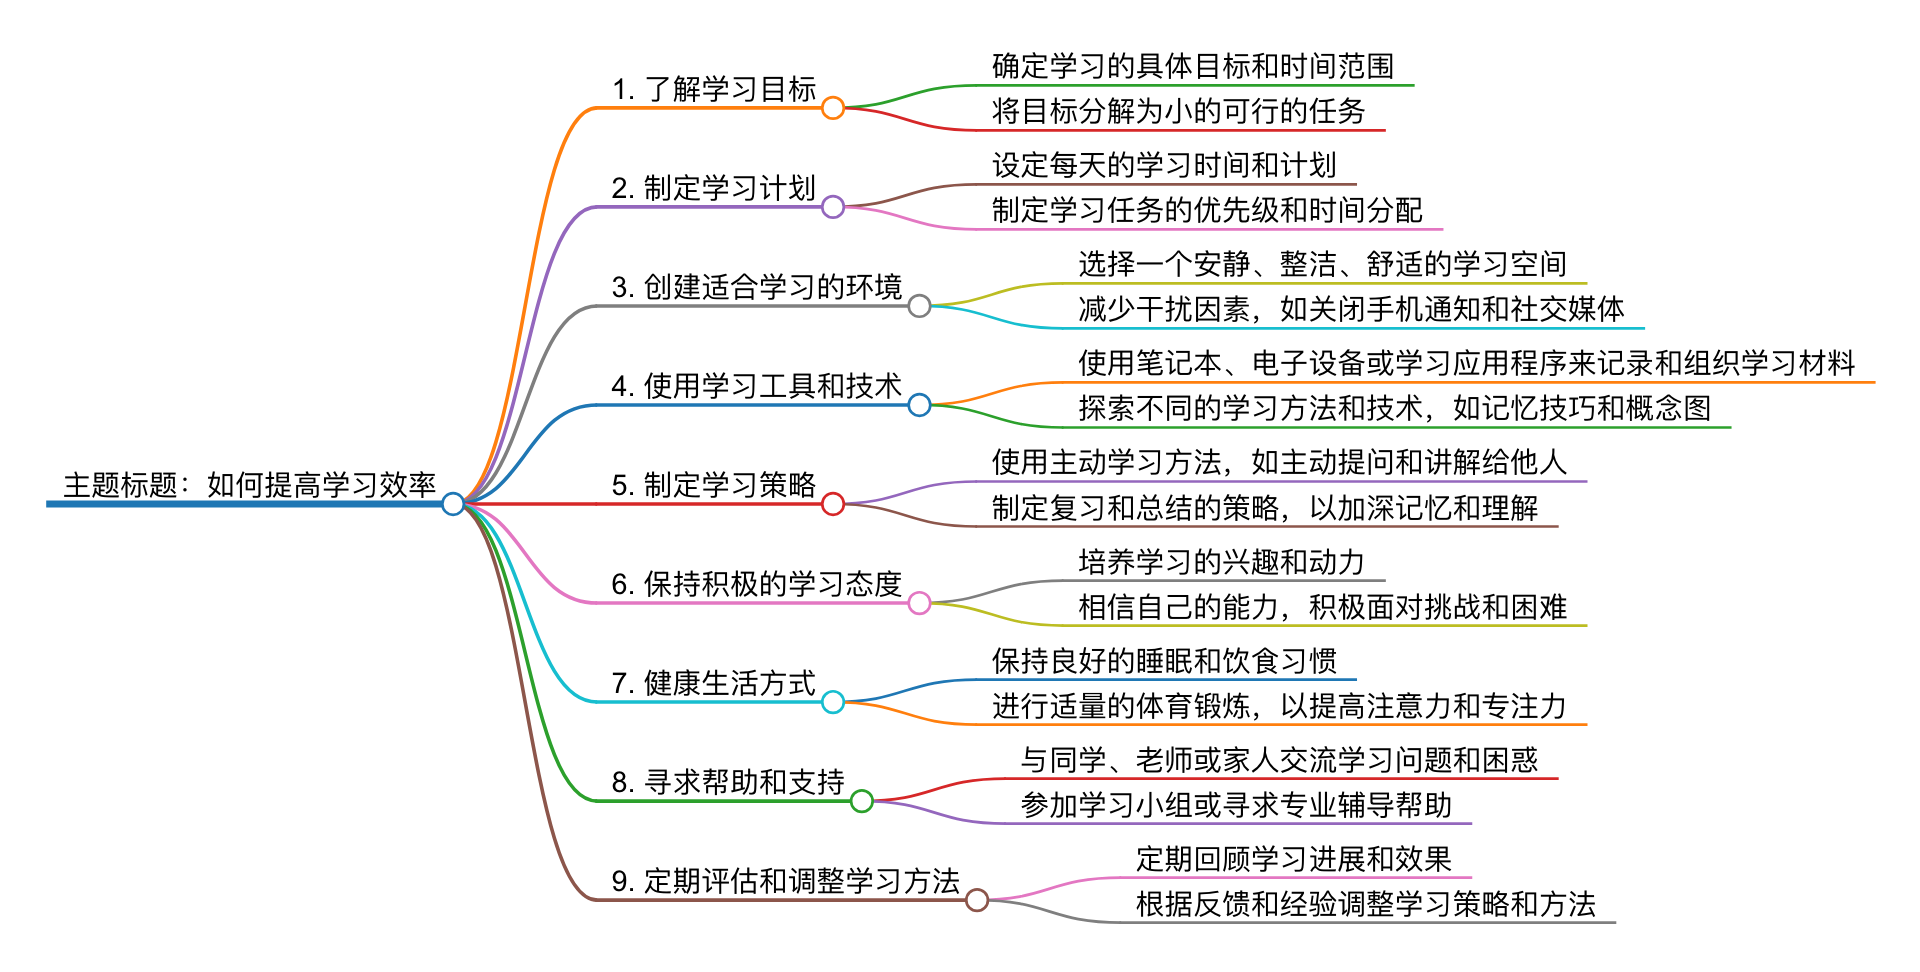 主题标题：如何提高学习效率
1. 了解学习目标
确定学习的具体目标和时间范围
将目标分解为小的可行的任务
2. 制定学习计划
设定每天的学习时间和计划
制定学习任务的优先级和时间分配
3. 创建适合学习的环境
选择一个安静、整洁、舒适的学习空间
减少干扰因素，如关闭手机通知和社交媒体
4. 使用学习工具和技术
使用笔记本、电子设备或学习应用程序来记录和组织学习材料
探索不同的学习方法和技术，如记忆技巧和概念图
5. 制定学习策略
使用主动学习方法，如主动提问和讲解给他人
制定复习和总结的策略，以加深记忆和理解
6. 保持积极的学习态度
培养学习的兴趣和动力
相信自己的能力，积极面对挑战和困难
7. 健康生活方式
保持良好的睡眠和饮食习惯
进行适量的体育锻炼，以提高注意力和专注力
8. 寻求帮助和支持
与同学、老师或家人交流学习问题和困惑
参加学习小组或寻求专业辅导帮助
9. 定期评估和调整学习方法
定期回顾学习进展和效果
根据反馈和经验调整学习策略和方法